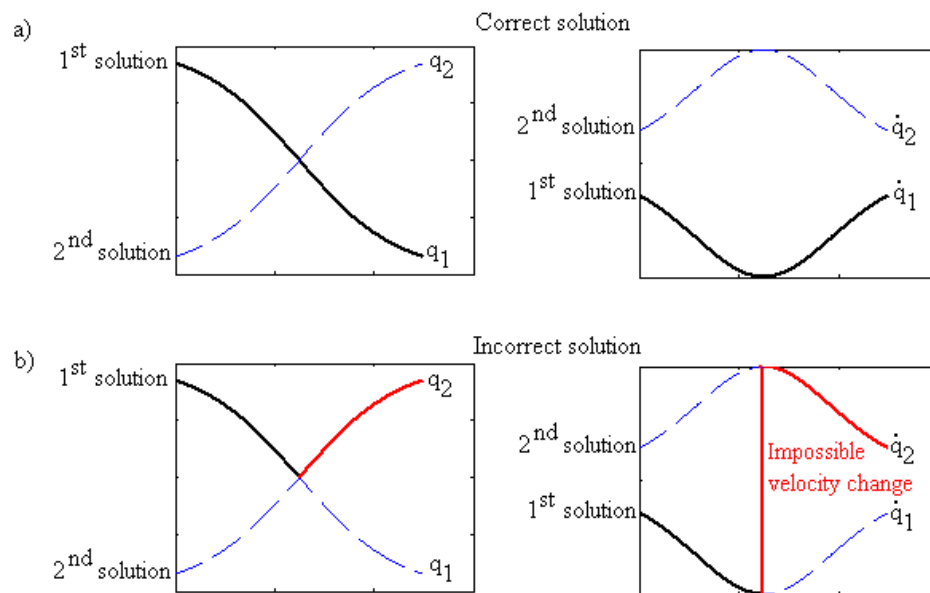 a)
Correct solution
1st solution
2nd solution
q2
q1
2nd solution
1st solution
q̇2
q̇1
b)
Incorrect solution
1st solution
2nd solution
q2
q1
2nd solution
1st solution
q̇2
q̇1
Impossible
velocity change